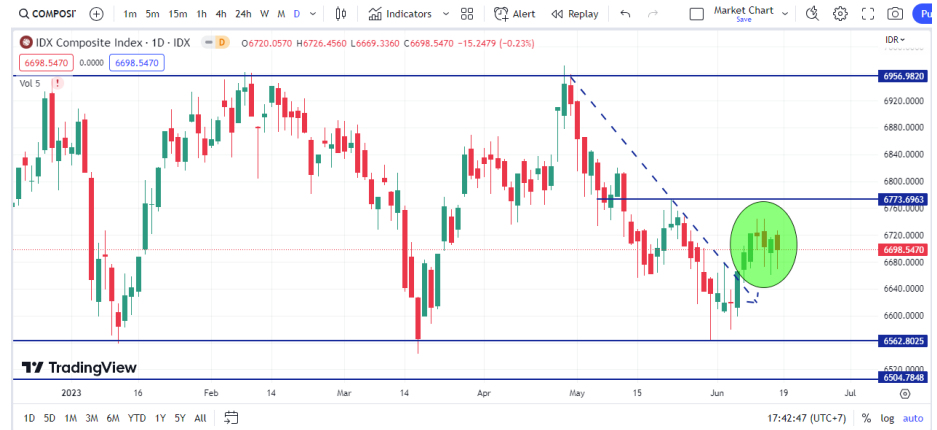 COMPOSI
1m 5m 15m 1h 4h 24h W M D Indicators Alert Replay Market Chart
Save
IDX Composite Index · 1D · IDX D O6720.0570 H6726.4560 L6669.3360 C6698.5470 -15.2479 (-0.23%)
IDR
6698.5470 0.0000 6698.5470
Vol 5
6956.9820
6920.0000
6880.0000
6840.0000
6800.0000
6773.6963
6760.0000
6720.0000
6698.5470
6680.0000
6640.0000
6600.0000
6562.8025
6520.0000
6504.7848
TradingView
2023 16 Feb 14 Mar 14 Apr May 15 Jun 19 Jul
1D 5D 1M 3M 6M YTD 1Y 5Y All 17:42:47 (UTC+7) % log auto